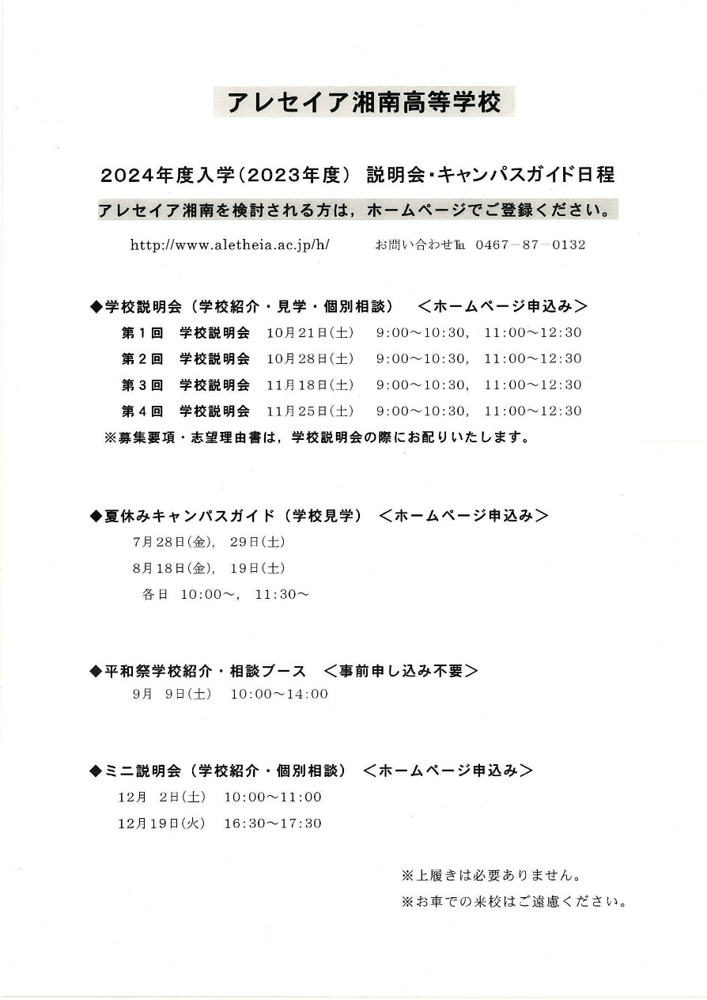 アレセイア湘南高等学校
2024年度入学(2023年度) 説明会・キャンパスガイド日程
アレセイア湘南を検討される方は，ホームページでご登録ください。
http://www.aletheia.ac.jp/h/ お問い合わせ℡ 0467－87－0132
◆学校説明会（学校紹介・見学・個別相談） ＜ホームページ申込み＞
第1回 学校説明会 10月21日(土) 9:00～10:30, 11:00～12:30
第2回 学校説明会 10月28日(土) 9:00～10:30, 11:00～12:30
第3回 学校説明会 11月18日(土) 9:00～10:30, 11:00～12:30
第4回 学校説明会 11月25日(土) 9:00～10:30, 11:00～12:30
※募集要項・志望理由書は，学校説明会の際にお配りいたします。
◆夏休みキャンパスガイド（学校見学） ＜ホームページ申込み＞
7月28日(金), 29日(土)
8月18日(金), 19日(土)
各日 10:00～, 11:30～
◆平和祭学校紹介・相談ブース ＜事前申し込み不要＞
9月 9日(土) 10:00～14:00
◆ミニ説明会（学校紹介・個別相談） ＜ホームページ申込み＞
12月 2日(土) 10:00～11:00
12月19日(火) 16:30～17:30
※上履きは必要ありません。
※お車での来校はご遠慮ください。